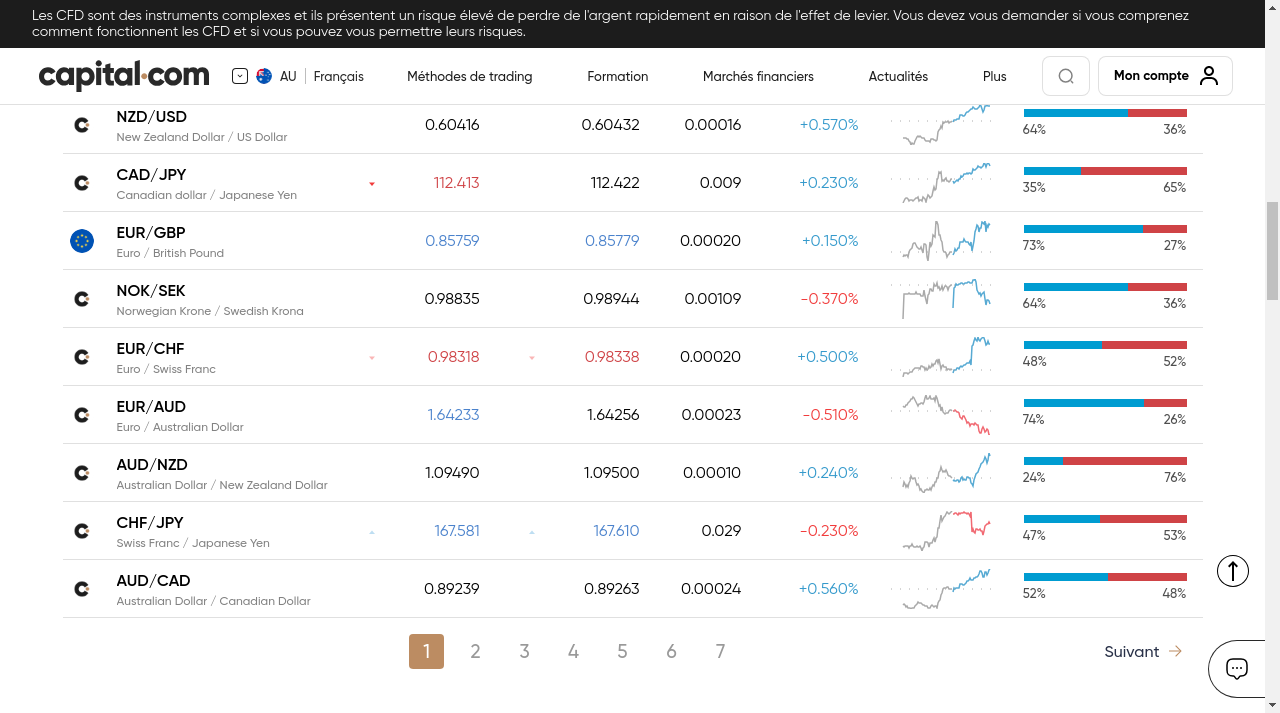 Les CFD sont des instruments complexes et ils présentent un risque élevé de perdre de l'argent rapidement en raison de l'effet de levier. Vous devez vous demander si vous comprenez
comment fonctionnent les CFD et si vous pouvez vous permettre leurs risques.
capital.com AU Français Méthodes de trading Formation Marchés financiers Actualités Plus Mon compte
NZD/USD 0.60416 0.60432 0.00016 +0.570%
New Zealand Dollar / US Dollar 64% 36%
CAD/JPY 112.413 112.422 0.009 +0.230%
Canadian dollar / Japanese Yen 35% 65%
EUR/GBP 0.85759 0.85779 0.00020 +0.150%
Euro / British Pound 73% 27%
NOK/SEK 0.98835 0.98944 0.00109 -0.370%
Norwegian Krone / Swedish Krona 64% 36%
EUR/CHF 0.98318 0.98338 0.00020 +0.500%
Euro / Swiss Franc 48% 52%
EUR/AUD 1.64233 1.64256 0.00023 -0.510%
Euro / Australian Dollar 74% 26%
AUD/NZD 1.09490 1.09500 0.00010 +0.240%
Australian Dollar / New Zealand Dollar 24% 76%
CHF/JPY 167.581 167.610 0.029 -0.230%
Swiss Franc / Japanese Yen 47% 53%
AUD/CAD 0.89239 0.89263 0.00024 +0.560%
Australian Dollar / Canadian Dollar 52% 48%
1 2 3 4 5 6 7 Suivant